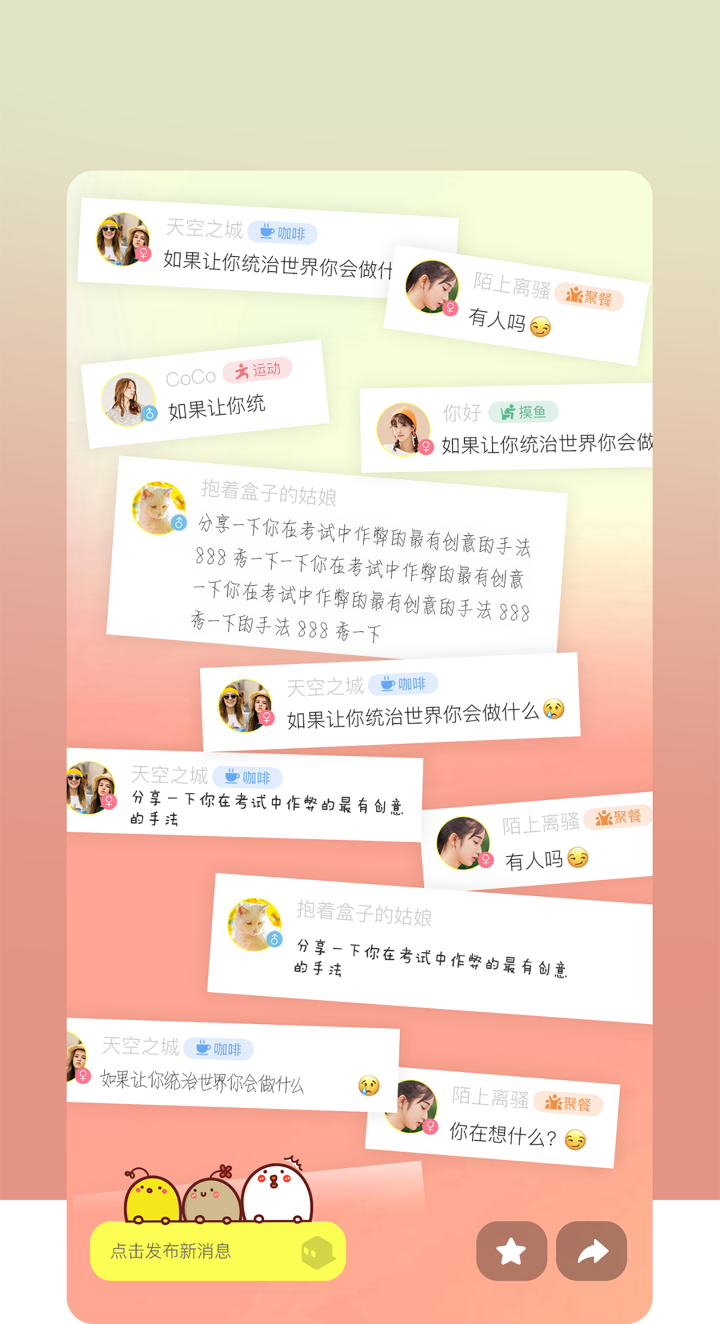 天空之城 咖啡
如果让你统治世界你会做什
陌上离骚 聚餐
有人吗😏
CoCo 运动
如果让你统
你好 摸鱼
如果让你统治世界你会做
抱着盒子的姑娘
分享一下你在考试中作弊的最有创意的手法
888 秀一下一下你在考试中作弊的最有创意
一下你在考试中作弊的最有创意的手法 888
秀一下的手法 888 秀一下
天空之城 咖啡
如果让你统治世界你会做什么😢
天空之城 咖啡
分享一下你在考试中作弊的最有创意
的手法
陌上离骚 聚餐
有人吗😏
抱着盒子的姑娘
分享一下你在考试中作弊的最有创意
的手法
天空之城 咖啡
如果让你统治世界你会做什么 😢
陌上离骚 聚餐
你在想什么？😏
点击发布新消息